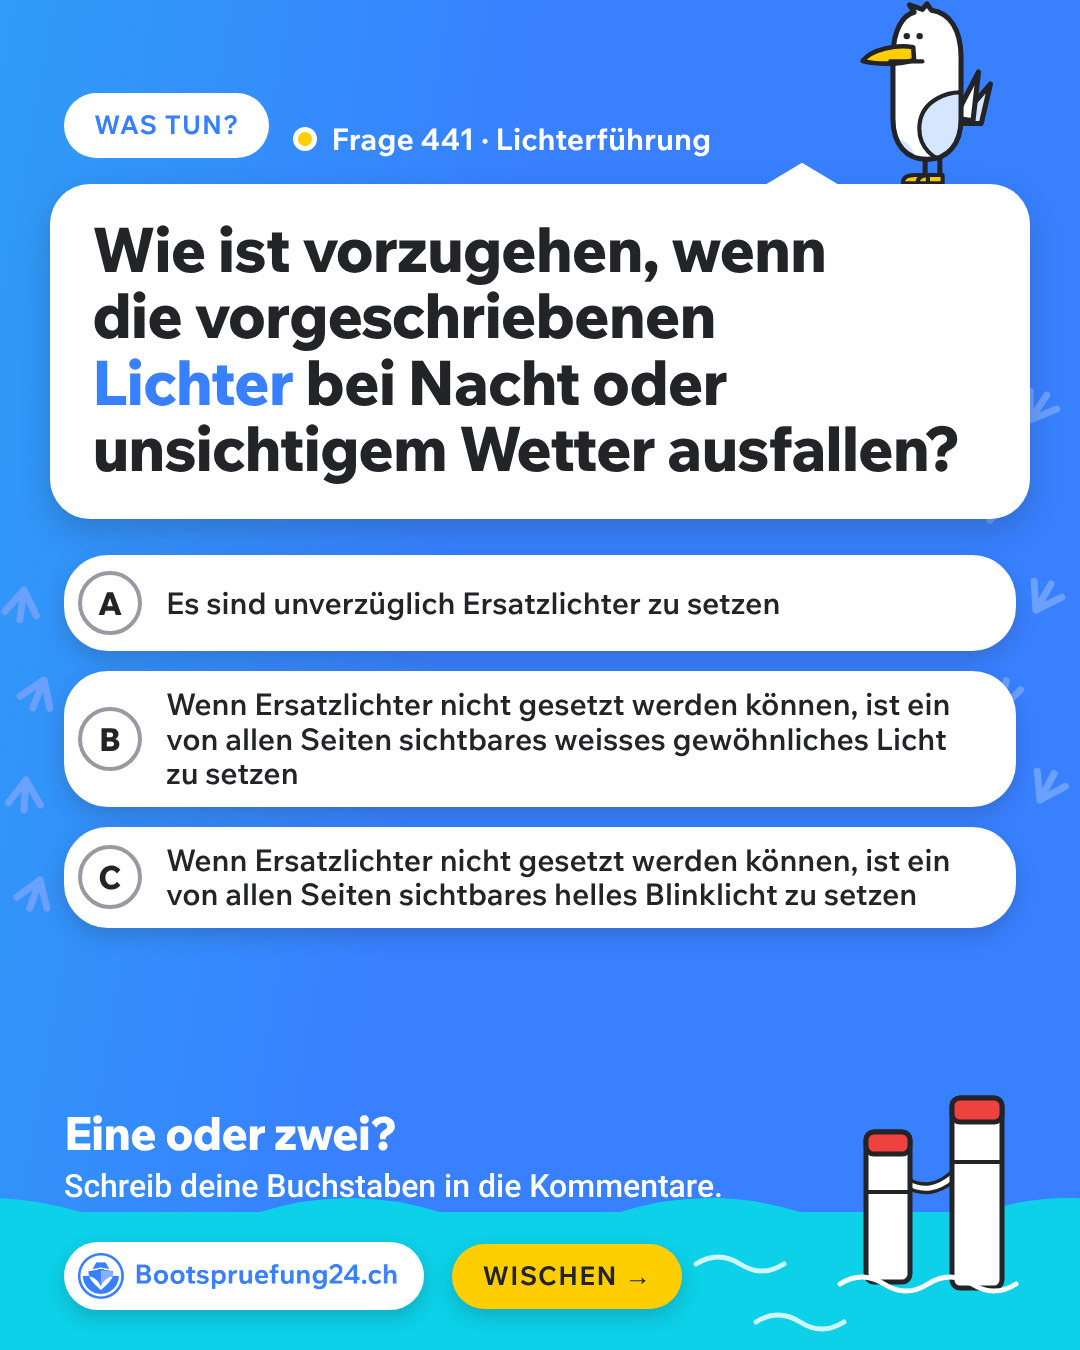 WAS TUN?
Frage 441 · Lichterführung
Wie ist vorzugehen, wenn
die vorgeschriebenen
Lichter bei Nacht oder
unsichtigem Wetter ausfallen?
A
Es sind unverzüglich Ersatzlichter zu setzen
B
Wenn Ersatzlichter nicht gesetzt werden können, ist ein
von allen Seiten sichtbares weisses gewöhnliches Licht
zu setzen
C
Wenn Ersatzlichter nicht gesetzt werden können, ist ein
von allen Seiten sichtbares helles Blinklicht zu setzen
Eine oder zwei?
Schreib deine Buchstaben in die Kommentare.
Bootspruefung24.ch
WISCHEN →